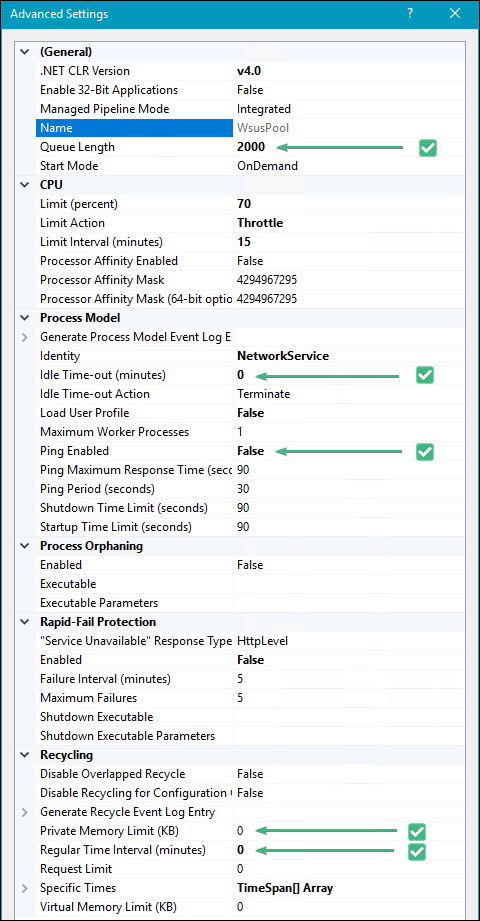 Advanced Settings ? ×
(General)
.NET CLR Version v4.0
Enable 32-Bit Applications False
Managed Pipeline Mode Integrated
Name WsusPool
Queue Length 2000
Start Mode OnDemand
CPU
Limit (percent) 70
Limit Action Throttle
Limit Interval (minutes) 15
Processor Affinity Enabled False
Processor Affinity Mask 4294967295
Processor Affinity Mask (64-bit optio 4294967295
Process Model
Generate Process Model Event Log E
Identity NetworkService
Idle Time-out (minutes) 0
Idle Time-out Action Terminate
Load User Profile False
Maximum Worker Processes 1
Ping Enabled False
Ping Maximum Response Time (seco 90
Ping Period (seconds) 30
Shutdown Time Limit (seconds) 90
Startup Time Limit (seconds) 90
Process Orphaning
Enabled False
Executable
Executable Parameters
Rapid-Fail Protection
"Service Unavailable" Response Type HttpLevel
Enabled False
Failure Interval (minutes) 5
Maximum Failures 5
Shutdown Executable
Shutdown Executable Parameters
Recycling
Disable Overlapped Recycle False
Disable Recycling for Configuration C False
Generate Recycle Event Log Entry
Private Memory Limit (KB) 0
Regular Time Interval (minutes) 0
Request Limit 0
Specific Times TimeSpan[] Array
Virtual Memory Limit (KB) 0